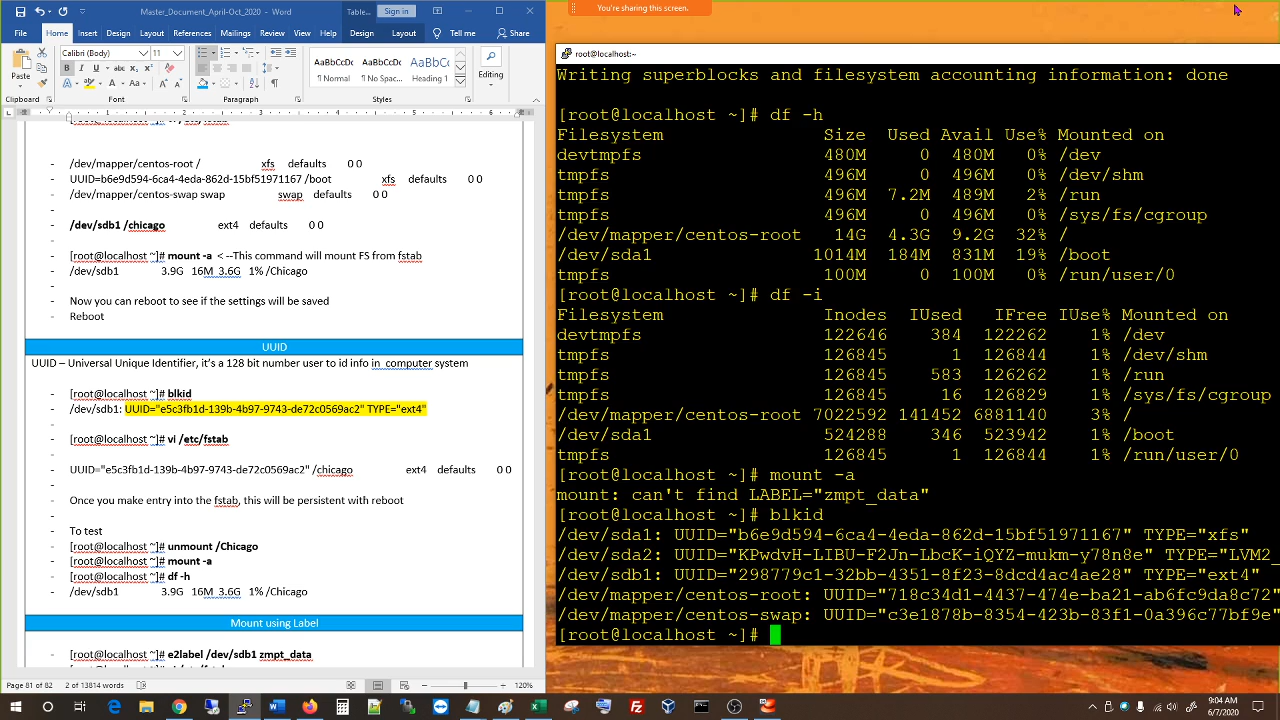 Master_Document_April-Oct_2020 - Word
Table...
Sign in
You're sharing this screen.
File Home Insert Draw Design Layout References Mailings Review View Help Design Layout Tell me Share
Calibri (Body) 11
Paste
AaBbCcDc AaBbCcDc AaBbCc
¶ Normal ¶ No Spac... Heading 1
Editing
Clipboard Font Paragraph Styles
- /dev/mapper/centos-root / xfs defaults 0 0
- UUID=b6e9d594-6ca4-4eda-862d-15bf51971167 /boot xfs defaults 0 0
- /dev/mapper/centos-swap swap swap defaults 0 0
-
- /dev/sdb1 /chicago ext4 defaults 0 0
-
- [root@localhost ~]# mount -a < --This command will mount FS from fstab
- /dev/sdb1 3.9G 16M 3.6G 1% /Chicago
-
- Now you can reboot to see if the settings will be saved
- Reboot
UUID
UUID – Universal Unique Identifier, it's a 128 bit number user to id info in computer system
- [root@localhost ~]# blkid
- /dev/sdb1: UUID="e5c3fb1d-139b-4b97-9743-de72c0569ac2" TYPE="ext4"
-
- [root@localhost ~]# vi /etc/fstab
-
- UUID="e5c3fb1d-139b-4b97-9743-de72c0569ac2" /chicago ext4 defaults 0 0
-
- Once you make entry into the fstab, this will be persistent with reboot
-
- To test
- [root@localhost ~]# unmount /Chicago
- [root@localhost ~]# mount -a
- [root@localhost ~]# df -h
- /dev/sdb1 3.9G 16M 3.6G 1% /Chicago
Mount using Label
- [root@localhost ~]# e2label /dev/sdb1 zmpt_data
Page 81 of 82 2 of 13814 words 120%
root@localhost:~
Writing superblocks and filesystem accounting information: done
[root@localhost ~]# df -h
Filesystem Size Used Avail Use% Mounted on
devtmpfs 480M 0 480M 0% /dev
tmpfs 496M 0 496M 0% /dev/shm
tmpfs 496M 7.2M 489M 2% /run
tmpfs 496M 0 496M 0% /sys/fs/cgroup
/dev/mapper/centos-root 14G 4.3G 9.2G 32% /
/dev/sda1 1014M 184M 831M 19% /boot
tmpfs 100M 0 100M 0% /run/user/0
[root@localhost ~]# df -i
Filesystem Inodes IUsed IFree IUse% Mounted on
devtmpfs 122646 384 122262 1% /dev
tmpfs 126845 1 126844 1% /dev/shm
tmpfs 126845 583 126262 1% /run
tmpfs 126845 16 126829 1% /sys/fs/cgroup
/dev/mapper/centos-root 7022592 141452 6881140 3% /
/dev/sda1 524288 346 523942 1% /boot
tmpfs 126845 1 126844 1% /run/user/0
[root@localhost ~]# mount -a
mount: can't find LABEL="zmpt_data"
[root@localhost ~]# blkid
/dev/sda1: UUID="b6e9d594-6ca4-4eda-862d-15bf51971167" TYPE="xfs"
/dev/sda2: UUID="KPwdvH-LIBU-F2Jn-LbcK-iQYZ-mukm-y78n8e" TYPE="LVM2_
/dev/sdb1: UUID="298779c1-32bb-4351-8f23-8dcd4ac4ae28" TYPE="ext4"
/dev/mapper/centos-root: UUID="718c34d1-4437-474e-ba21-ab6fc9da8c72"
/dev/mapper/centos-swap: UUID="c3e1878b-8354-423b-83f1-0a396c77bf9e"
[root@localhost ~]#
9:04 AM
6/7/2020